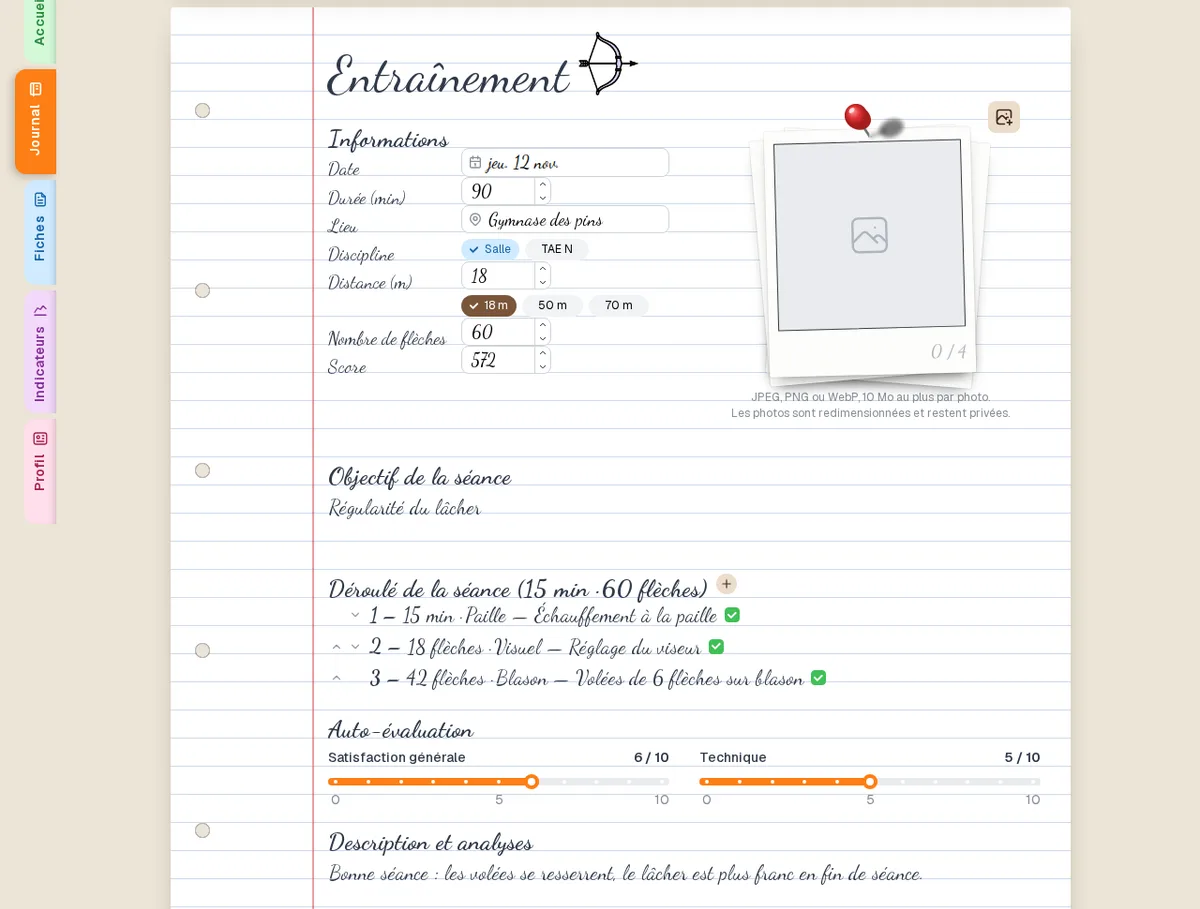 Accueil
Journal
Fiches
Indicateurs
Profil
Entraînement
Informations
Date
jeu. 12 nov.
Durée (min)
90
Lieu
Gymnase des pins
Discipline
Salle
TAE N
Distance (m)
18
18 m
50 m
70 m
Nombre de flèches
60
Score
572
0 / 4
JPEG, PNG ou WebP, 10 Mo au plus par photo.
Les photos sont redimensionnées et restent privées.
Objectif de la séance
Régularité du lâcher
Déroulé de la séance (15 min · 60 flèches)
1 – 15 min · Paille — Échauffement à la paille
2 – 18 flèches · Visuel — Réglage du viseur
3 – 42 flèches · Blason — Volées de 6 flèches sur blason
Auto-évaluation
Satisfaction générale 6 / 10
0 5 10
Technique 5 / 10
0 5 10
Description et analyses
Bonne séance : les volées se resserrent, le lâcher est plus franc en fin de séance.